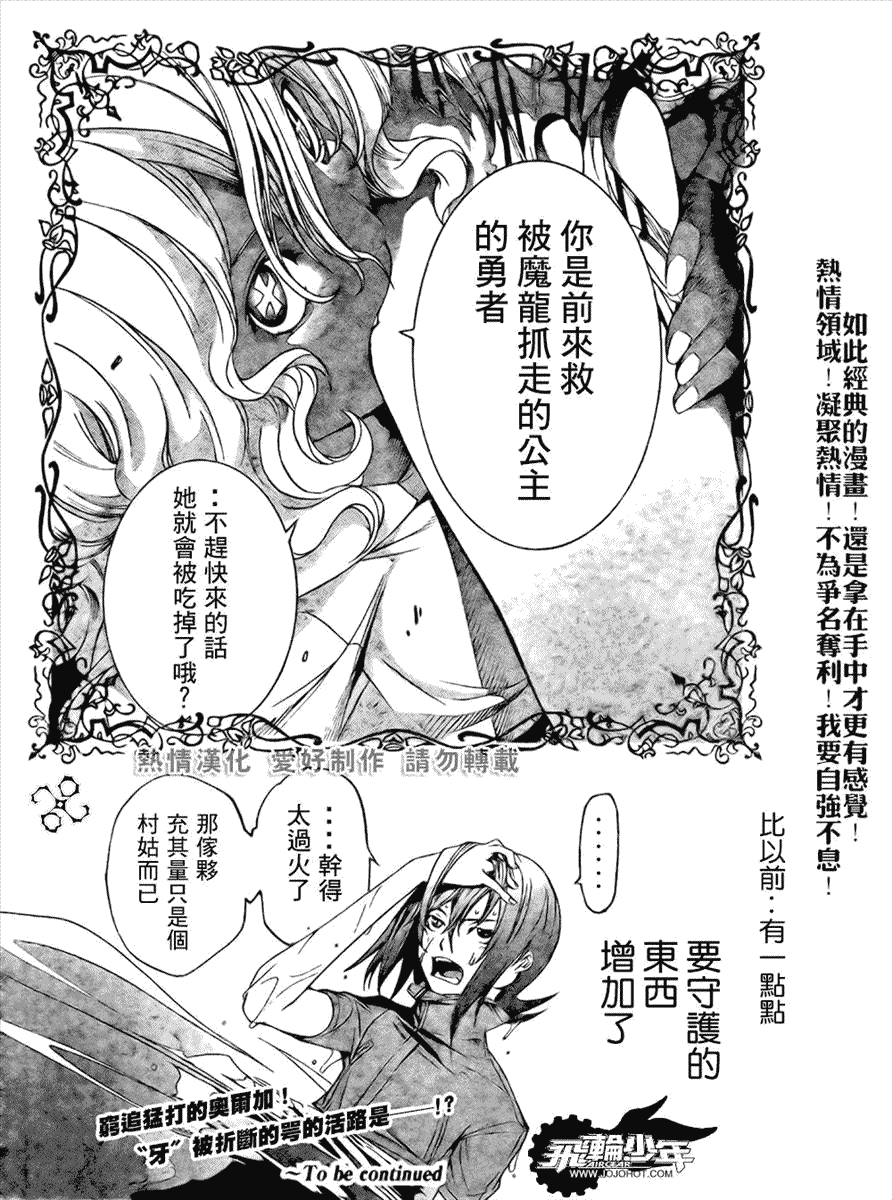 如此經典的漫畫!還是拿在手中才更有感覺!
熱情領域!凝聚熱情!不為爭名奪利!我要自強不息!
你是前來救
被魔龍抓走的公主
的勇者
:不趕快來的話
她就會被吃掉了哦?
熱情漢化 愛好制作 請勿轉載
比以前:有一點點
要守護的
東西
增加了
......
....幹得
太過火了
那傢夥
充其量只是個
村姑而已
窮追猛打的奧爾加!
“牙”被折斷的咢的活路是——!?
~To be continued
飛輪少年
AIRGEAR
WWW.JOJOHOT.COM